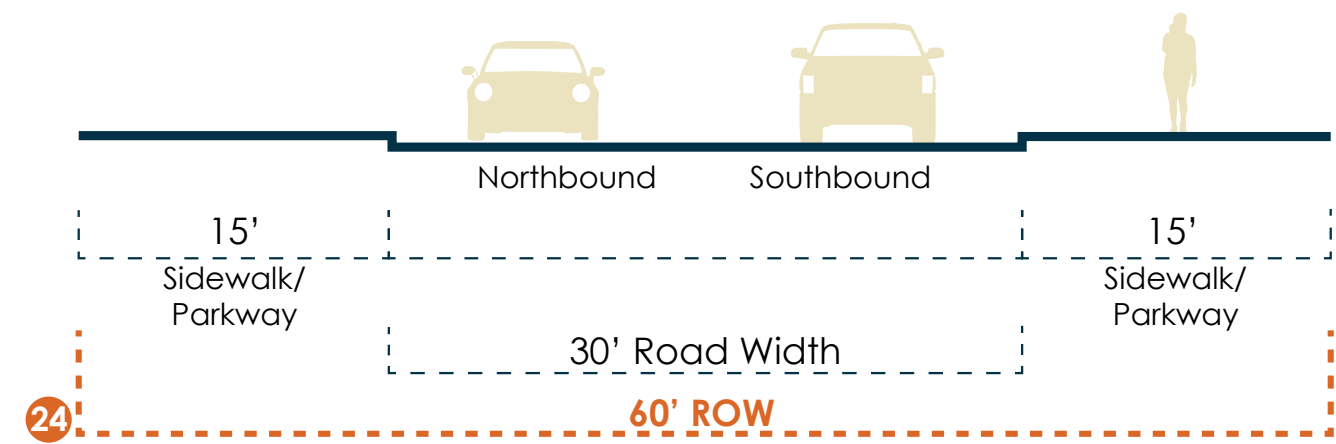 Northbound
Southbound
15’
15’
Sidewalk/
Parkway
Sidewalk/
Parkway
30’ Road Width
60’ ROW
24